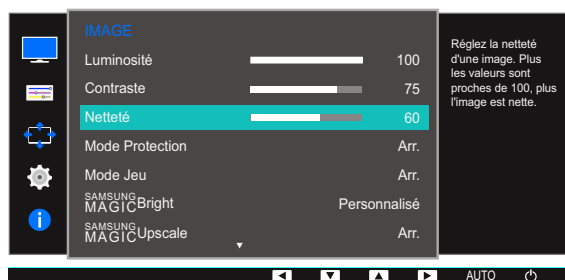 IMAGE
Luminosité 100
Contraste 75
Netteté 60
Mode Protection Arr.
Mode Jeu Arr.
SAMSUNG
MAGICBright Personnalisé
SAMSUNG
MAGICUpscale Arr.
Réglez la netteté
d'une image. Plus
les valeurs sont
proches de 100, plus
l'image est nette.
AUTO